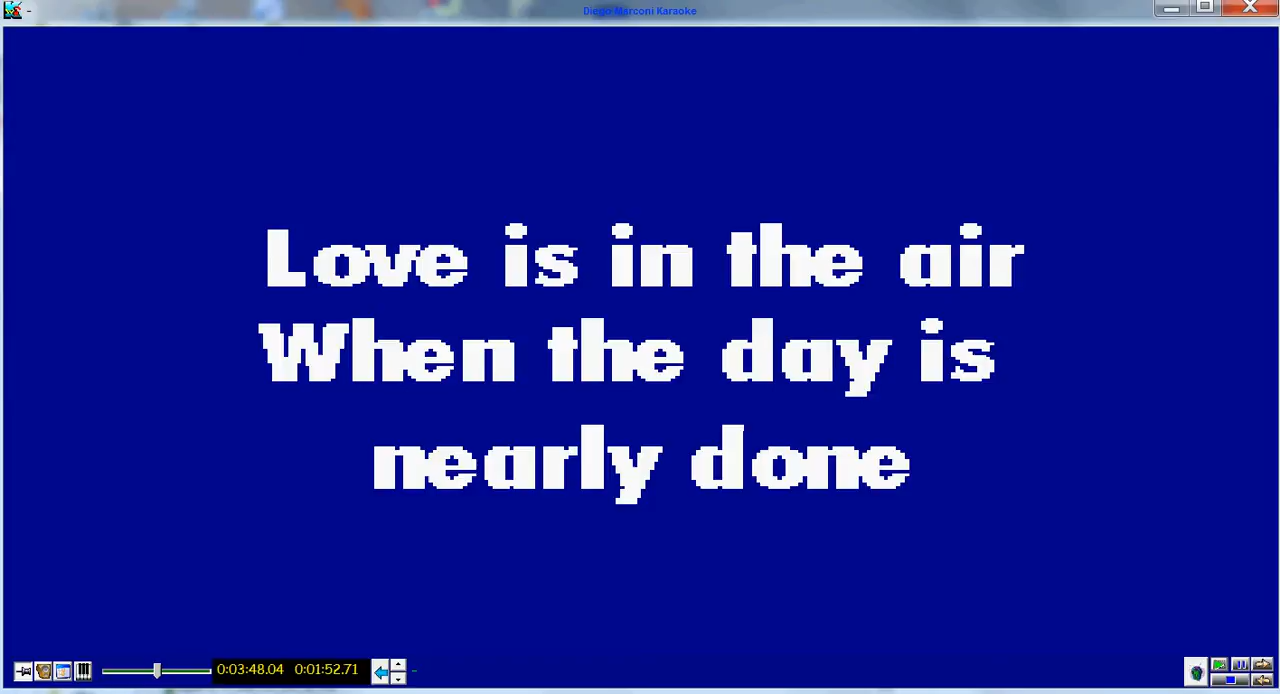 Diego Marconi Karaoke
Love is in the air
When the day is
nearly done
0:03:48.04 0:01:52.71